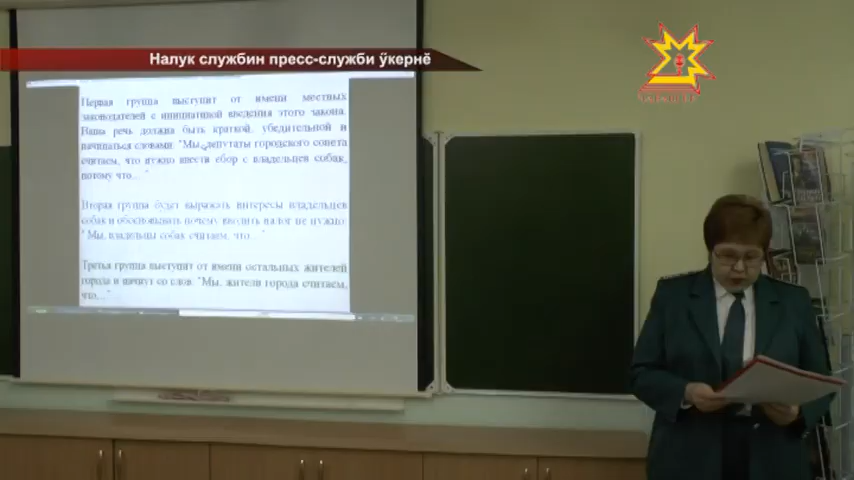 Налук службин пресс-служби ӳкернӗ
Первая группа выступит от имени местных
законодателей с инициативой введения этого закона.
Ваша речь должна быть краткой, убедительной и
начинаться словами: "Мы, депутаты городского совета
считаем, что нужно ввести сбор с владельцев собак,
потому что..."
Вторая группа будет выражать интересы владельцев
собак и обосновывать почему вводить налог не нужно:
"Мы, владельцы собак считаем, что..."
Третья группа выступит от имени остальных жителей
города и начнут со слов: "Мы, жители города считаем,
что..."